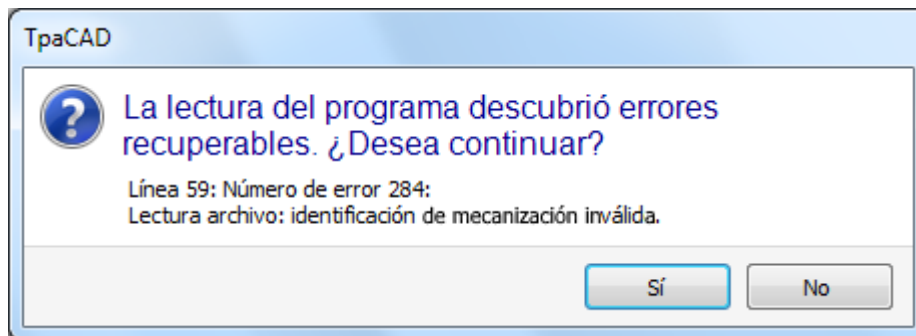 TpaCAD
La lectura del programa descubrió errores
recuperables. ¿Desea continuar?
Línea 59: Número de error 284:
Lectura archivo: identificación de mecanización inválida.
Sí
No